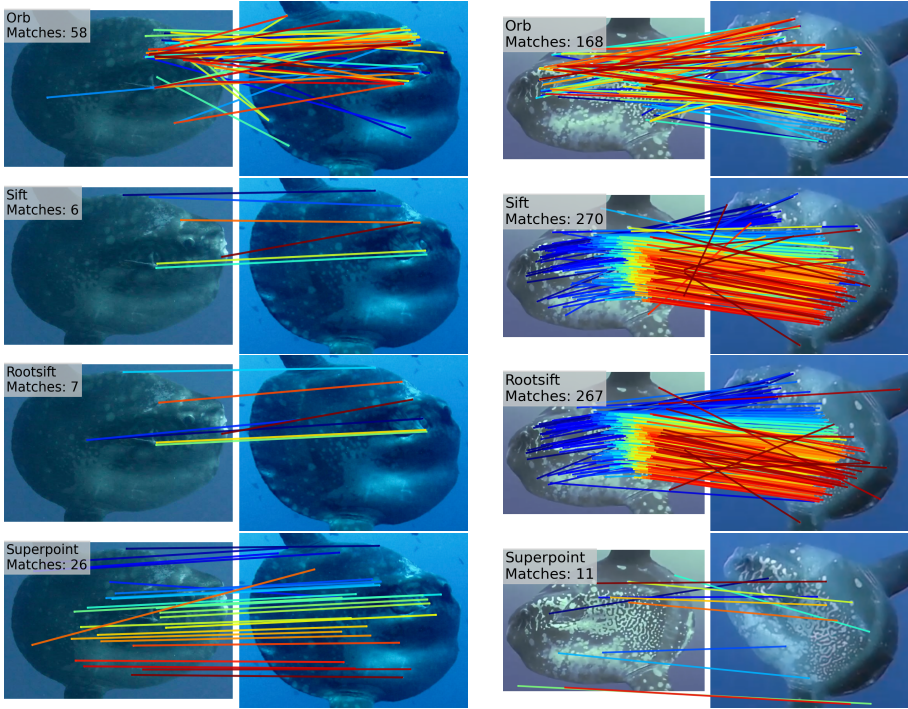 Orb
Matches: 58
Orb
Matches: 168
Sift
Matches: 6
Sift
Matches: 270
Rootsift
Matches: 7
Rootsift
Matches: 267
Superpoint
Matches: 26
Superpoint
Matches: 11